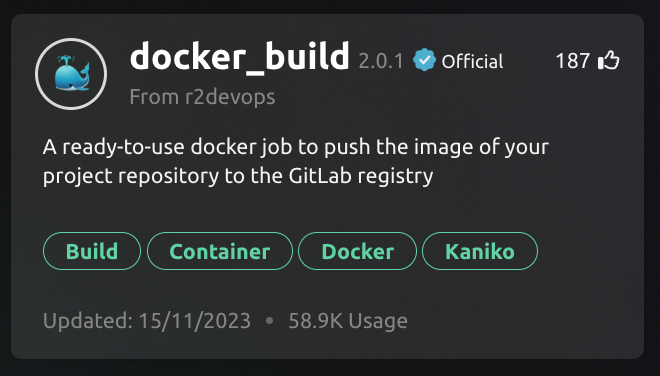 docker_build 2.0.1 Official 187
From r2devops
A ready-to-use docker job to push the image of your
project repository to the GitLab registry
Build Container Docker Kaniko
Updated: 15/11/2023 • 58.9K Usage